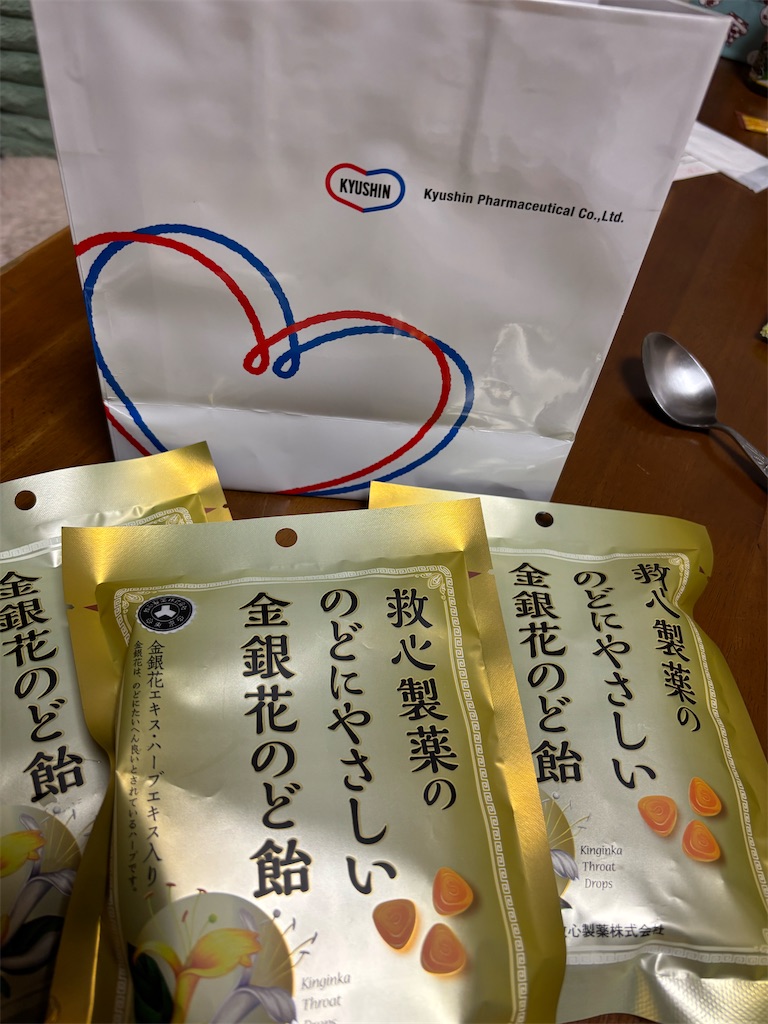 KYUSHIN
Kyushin Pharmaceutical Co.,Ltd.
金銀花のど飴
救心製薬の
のどにやさしい
金銀花のど飴
金銀花エキス・ハーブエキス入り
金銀花は、のどにたいへん良いとされているハーブです。
Kinginka
Throat
Drops
救心製薬の
のどにやさしい
金銀花のど飴
Kinginka
Throat
Drops
心製薬株式会社